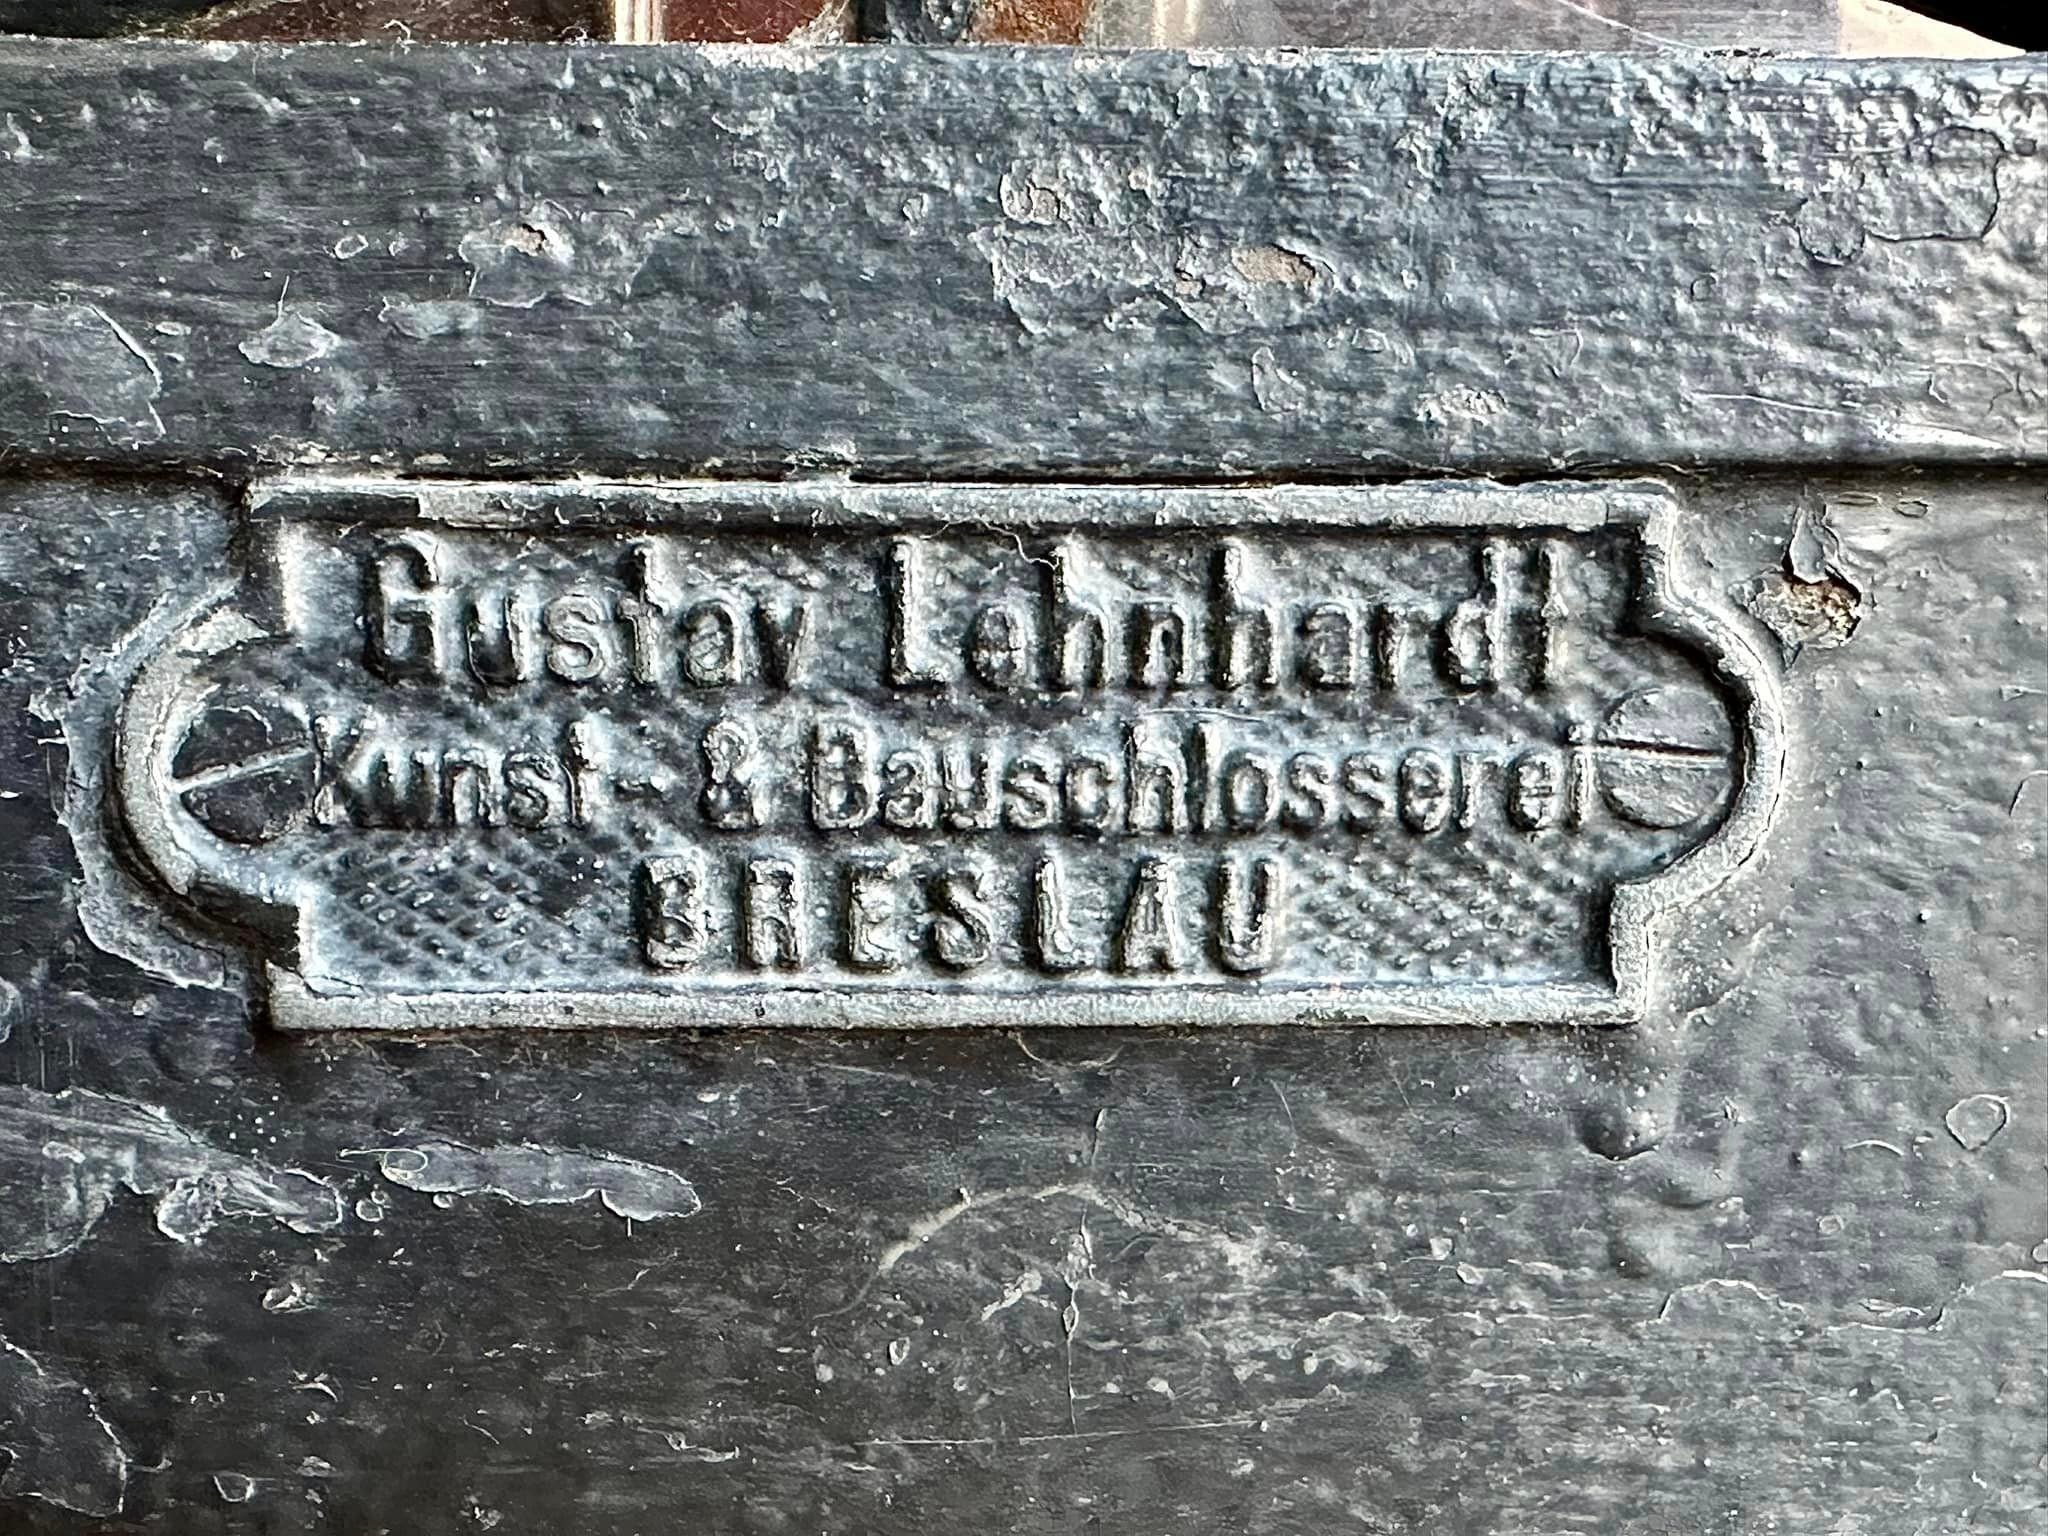 Gustav Lehnhardt
Kunst- & Bauschlosserei
BRESLAU